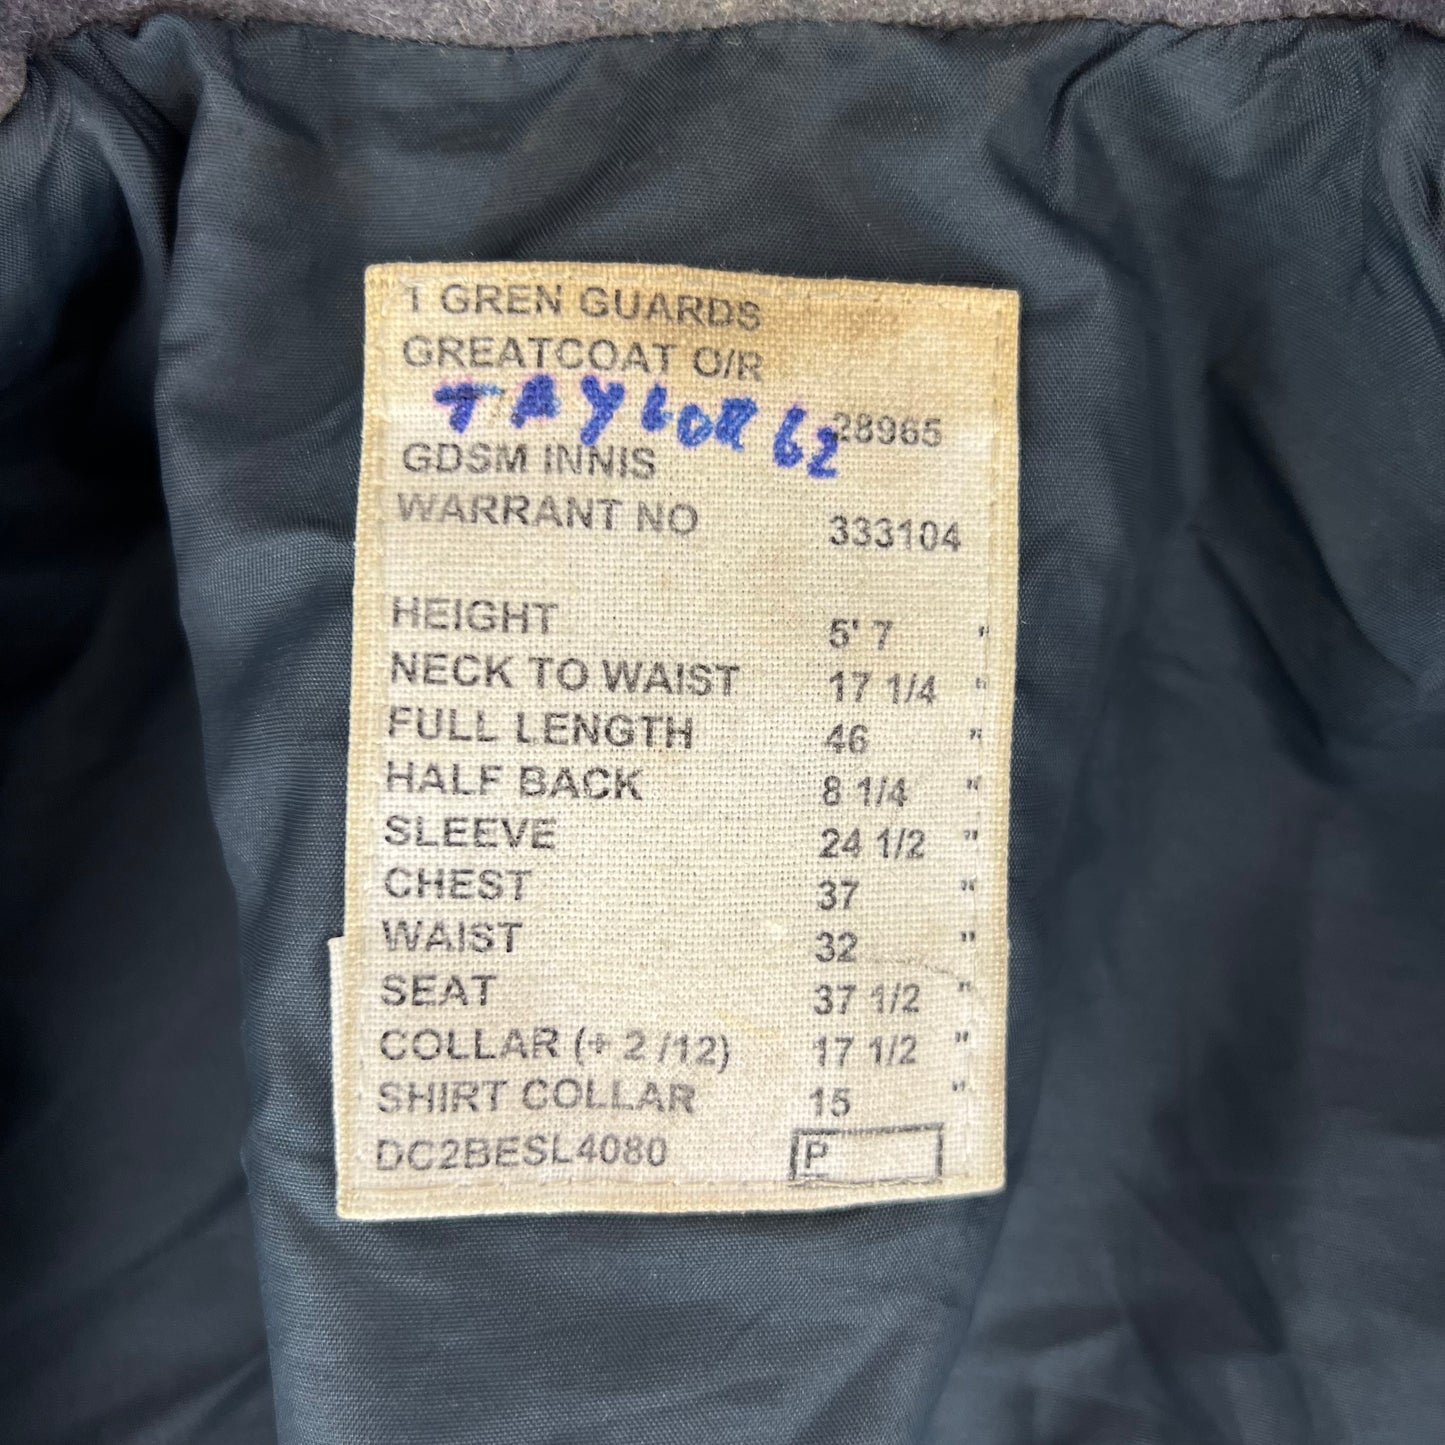 1 GREN GUARDS
GREATCOAT O/R
TAYLOR 62 28965
GDSM INNIS
WARRANT NO 333104
HEIGHT 5' 7 "
NECK TO WAIST 17 1/4 "
FULL LENGTH 46 "
HALF BACK 8 1/4 "
SLEEVE 24 1/2 "
CHEST 37 "
WAIST 32 "
SEAT 37 1/2 "
COLLAR (+ 2 /12) 17 1/2 "
SHIRT COLLAR 15 "
DC2BESL4080 P